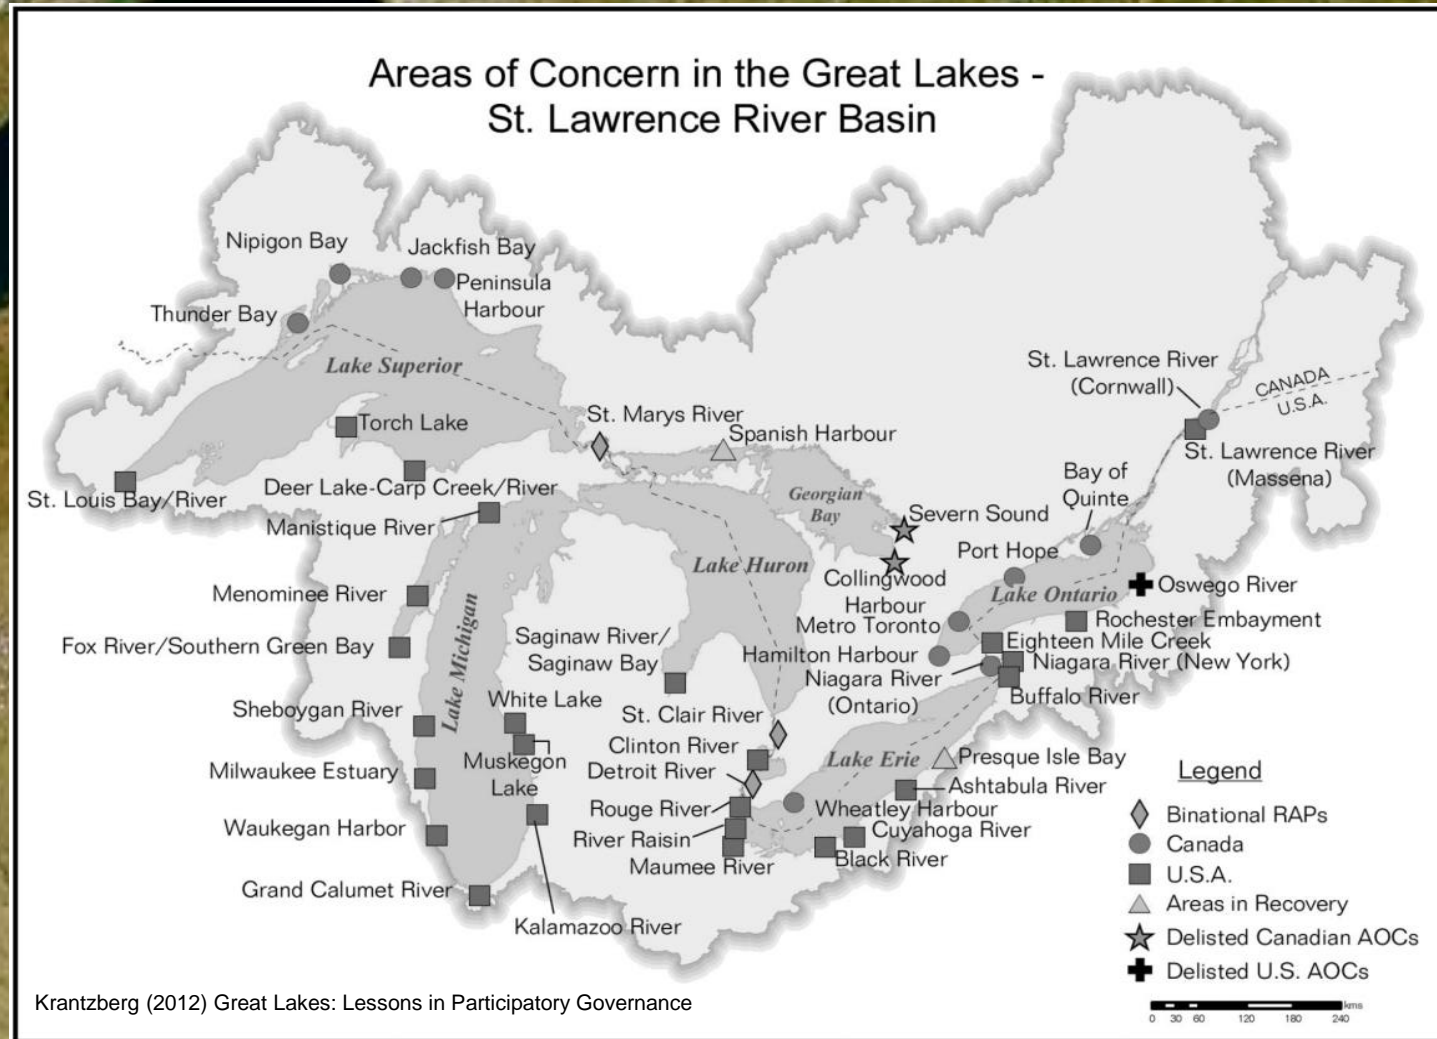 Areas of Concern in the Great Lakes -
St. Lawrence River Basin
Nipigon Bay
Jackfish Bay
Peninsula
Harbour
Thunder Bay
Lake Superior
St. Lawrence River
(Cornwall)
CANADA
U.S.A.
Torch Lake
St. Marys River
Spanish Harbour
St. Lawrence River
(Massena)
Bay of
Quinte
St. Louis Bay/River
Deer Lake-Carp Creek/River
Manistique River
Georgian
Bay
Severn Sound
Port Hope
Lake Huron
Collingwood
Harbour
Lake Ontario
Oswego River
Menominee River
Metro Toronto
Rochester Embayment
Fox River/Southern Green Bay
Lake Michigan
Saginaw River/
Saginaw Bay
Hamilton Harbour
Eighteen Mile Creek
Niagara River (New York)
Niagara River
(Ontario)
Buffalo River
Sheboygan River
White Lake
St. Clair River
Clinton River
Muskegon
Lake
Detroit River
Lake Erie
Presque Isle Bay
Milwaukee Estuary
Ashtabula River
Rouge River
Wheatley Harbour
Waukegan Harbor
River Raisin
Cuyahoga River
Maumee River
Black River
Grand Calumet River
Kalamazoo River
Legend
Binational RAPs
Canada
U.S.A.
Areas in Recovery
Delisted Canadian AOCs
Delisted U.S. AOCs
kms
0 30 60 120 180 240
Krantzberg (2012) Great Lakes: Lessons in Participatory Governance